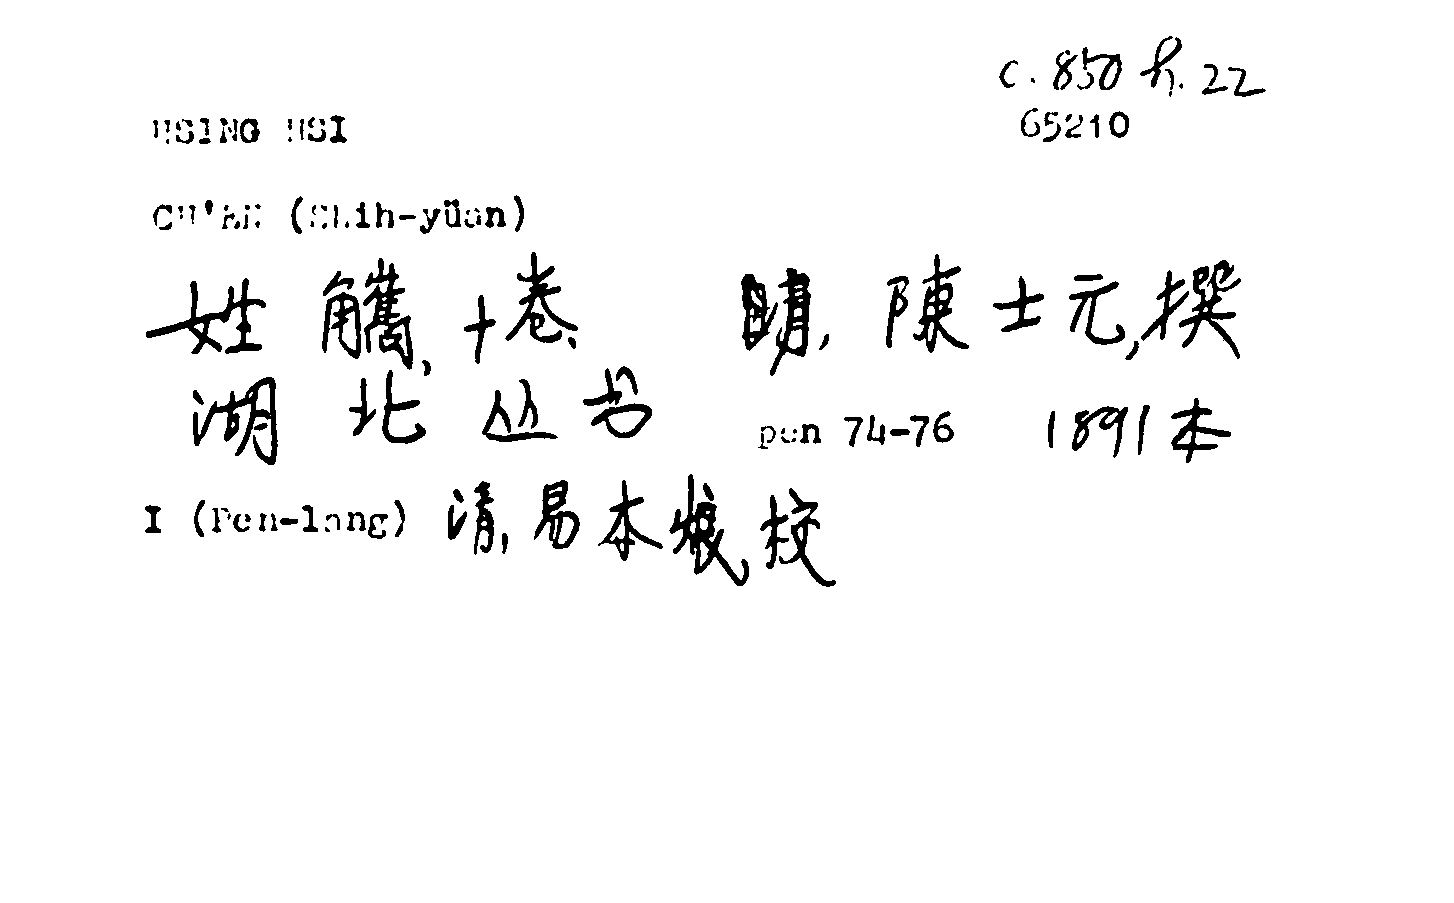 c. 850 h. 22
65210
HSING HSI
CH'EN (Shih-yüan)
姓觿, 十卷、 明, 陳士元, 撰
湖北丛书 pen 74-76 1891本
I (Pen-lang) 清, 易本烺, 校